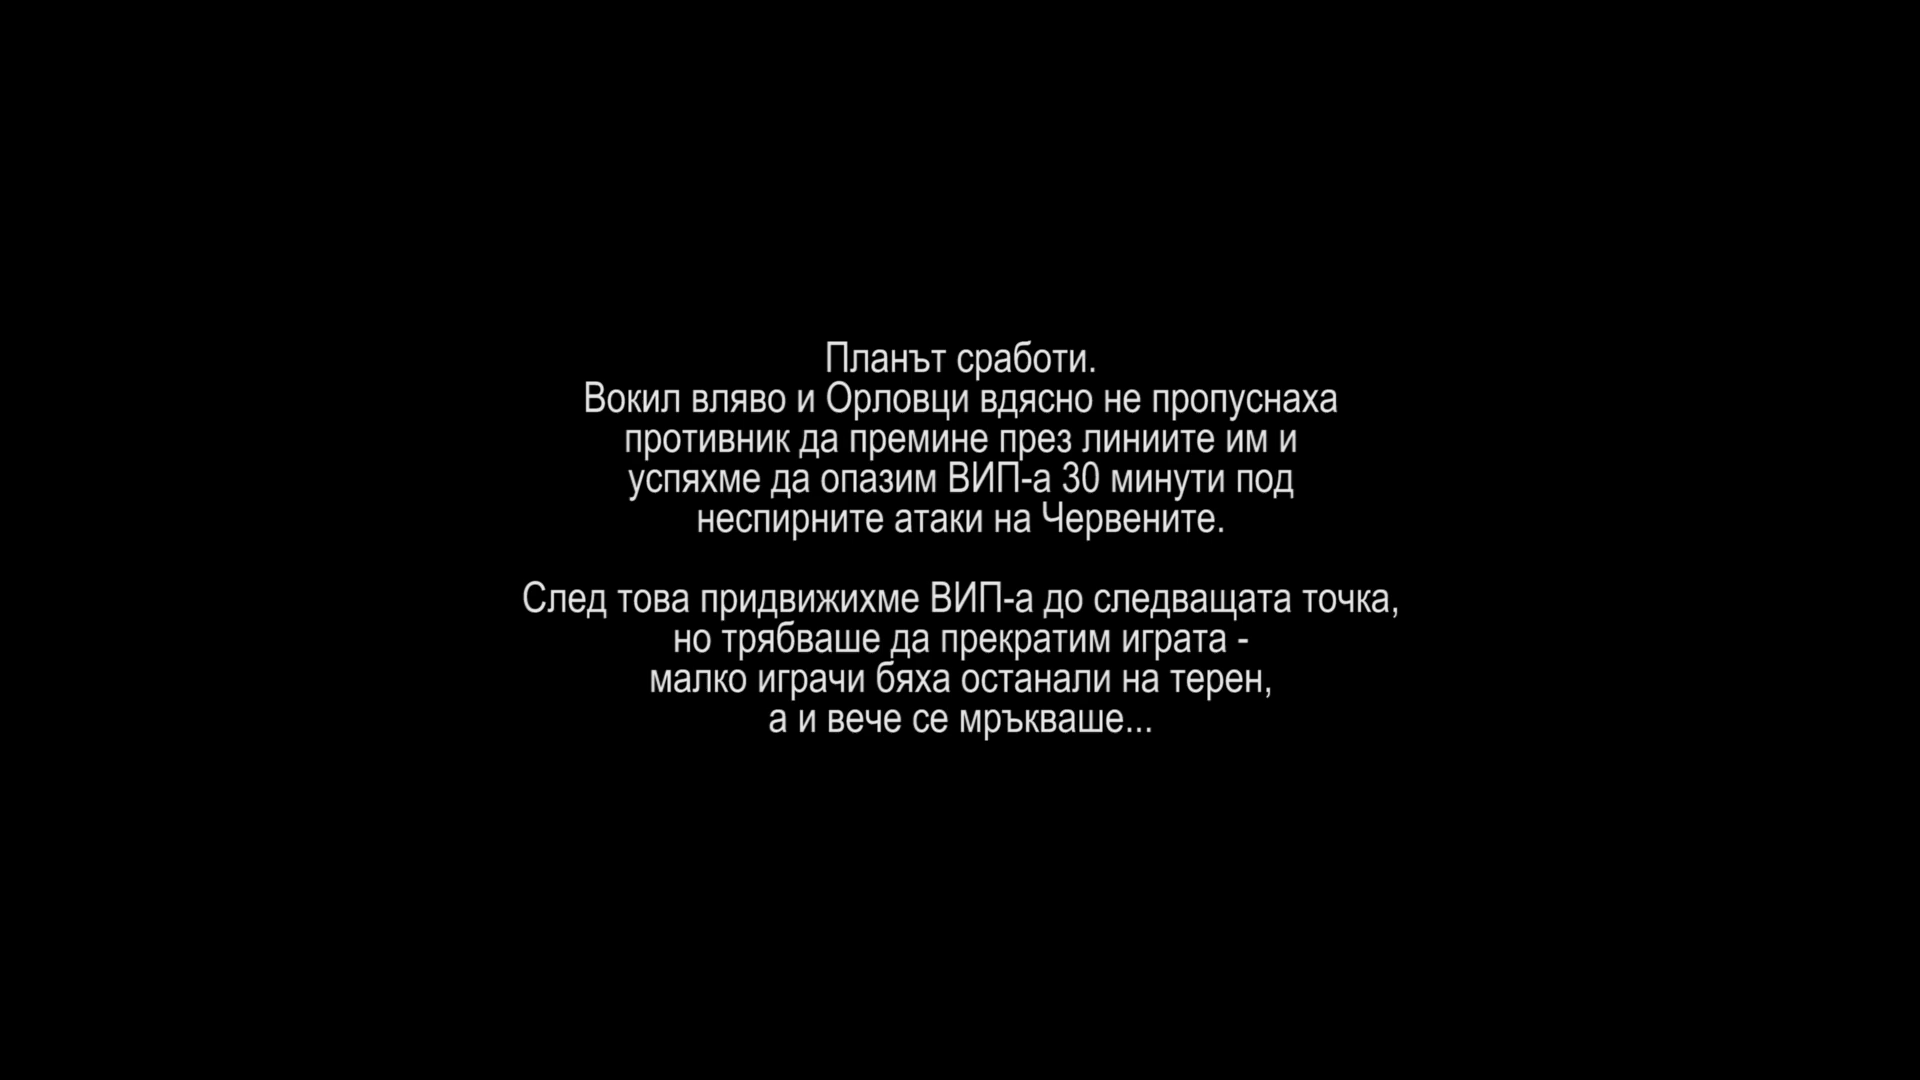 Планът сработи.
Вокил вляво и Орловци вдясно не пропуснаха
противник да премине през линиите им и
успяхме да опазим ВИП-а 30 минути под
неспирните атаки на Червените.
След това придвижихме ВИП-а до следващата точка,
но трябваше да прекратим играта -
малко играчи бяха останали на терен,
а и вече се мръкваше...